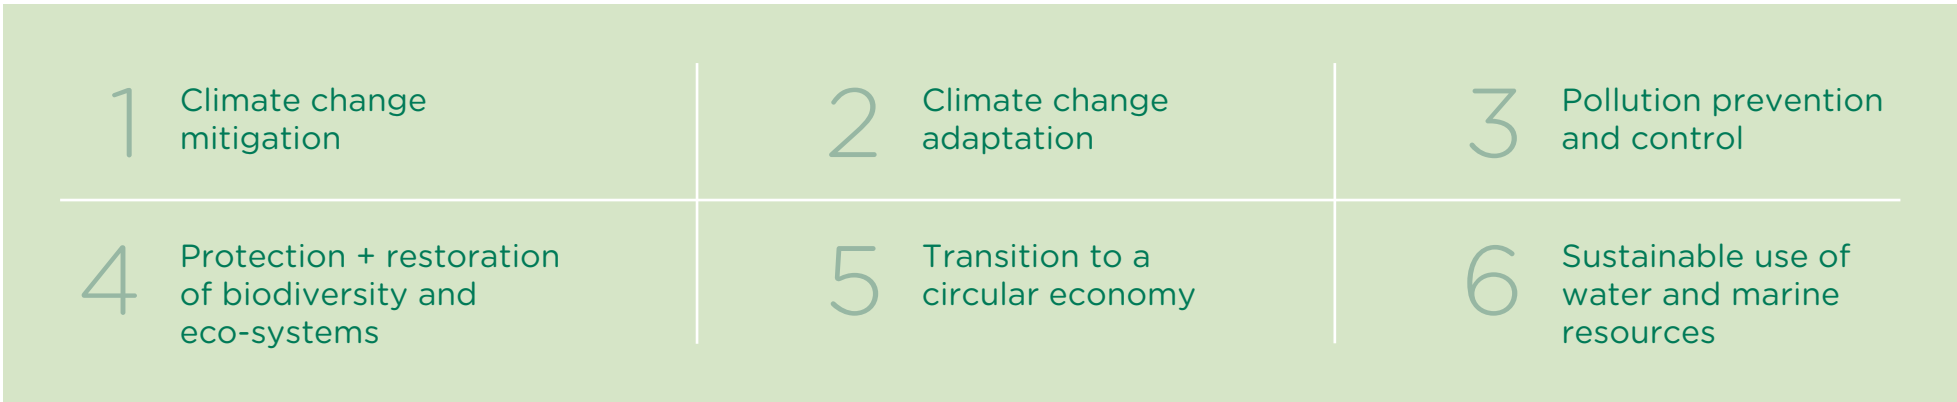 1
Climate change
mitigation
2
Climate change
adaptation
3
Pollution prevention
and control
4
Protection + restoration
of biodiversity and
eco-systems
5
Transition to a
circular economy
6
Sustainable use of
water and marine
resources